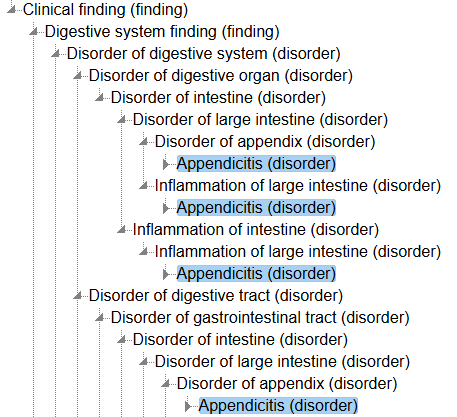 Clinical finding (finding)
Digestive system finding (finding)
Disorder of digestive system (disorder)
Disorder of digestive organ (disorder)
Disorder of intestine (disorder)
Disorder of large intestine (disorder)
Disorder of appendix (disorder)
Appendicitis (disorder)
Inflammation of large intestine (disorder)
Appendicitis (disorder)
Inflammation of intestine (disorder)
Inflammation of large intestine (disorder)
Appendicitis (disorder)
Disorder of digestive tract (disorder)
Disorder of gastrointestinal tract (disorder)
Disorder of intestine (disorder)
Disorder of large intestine (disorder)
Disorder of appendix (disorder)
Appendicitis (disorder)